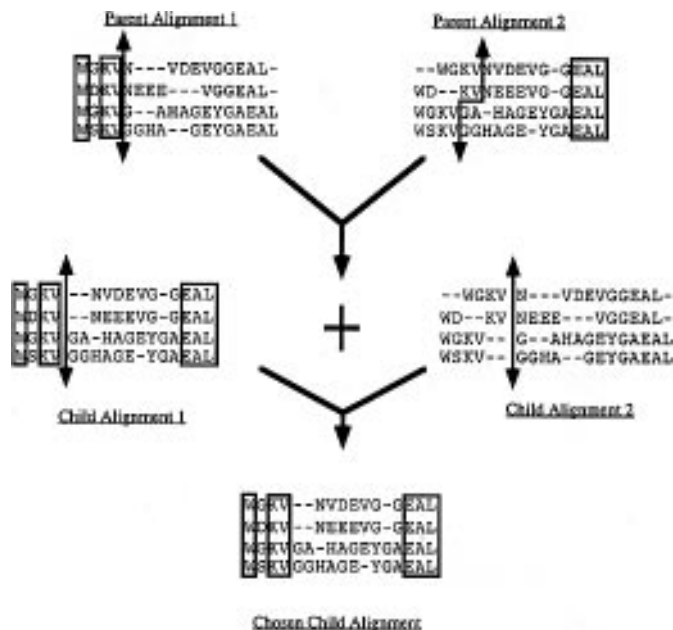 Parent Alignment 1
Parent Alignment 2
WGKVN---VDEVGGEAL-
WDKVNEEE---VGGEAL-
WGKVG--AHAGEYGAEAL
WSKVGGHA--GEYGAEAL
--WGKVNVDEVG-GEAL
WD--KVNEEEVG-GEAL
WGKVGA-HAGEYGAEAL
WSKVGGHAGE-YGAEAL
WGKV--NVDEVG-GEAL
WDKV--NEEEVG-GEAL
WGKVGA-HAGEYGAEAL
WSKVGGHAGE-YGAEAL
+
--WGKV N---VDEVGGEAL-
WD--KV NEEE---VGGEAL-
WGKV-- G--AHAGEYGAEAL
WSKV-- GGHA--GEYGAEAL
Child Alignment 1
Child Alignment 2
WGKV--NVDEVG-GEAL
WDKV--NEKEVG-GEAL
WGKVGA-HAGEYGAEAL
WSKVGGHAGE-YGAEAL
Chosen Child Alignment